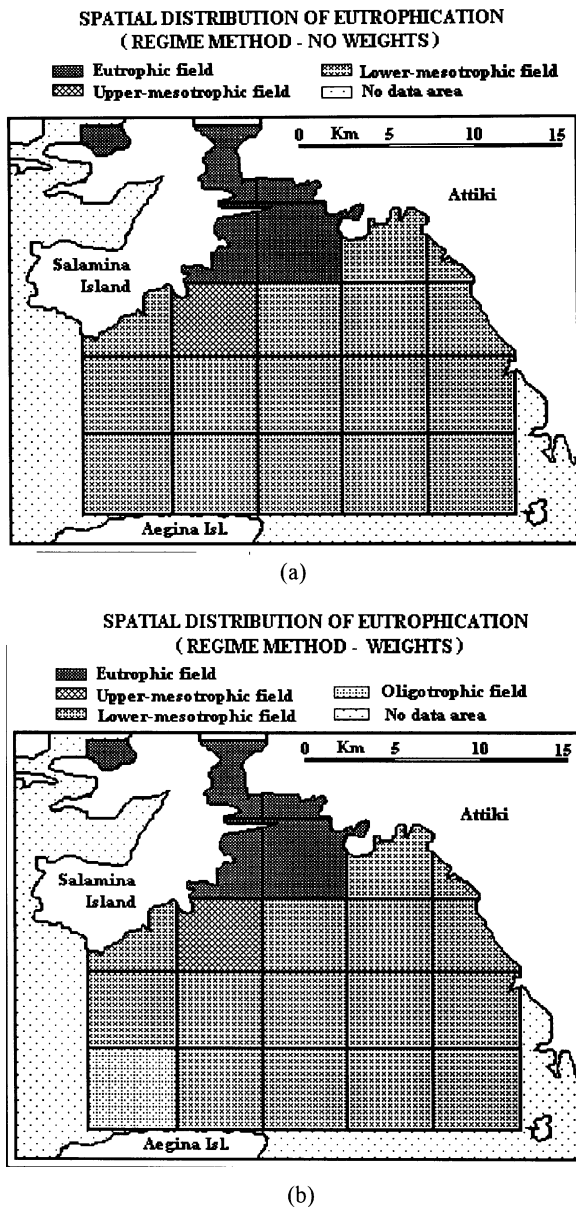 SPATIAL DISTRIBUTION OF EUTROPHICATION
( REGIME METHOD - NO WEIGHTS )
Eutrophic field
Lower-mesotrophic field
Upper-mesotrophic field
No data area
0 Km 5 10 15
Attiki
Salamina
Island
Aegina Isl.
(a)
SPATIAL DISTRIBUTION OF EUTROPHICATION
( REGIME METHOD - WEIGHTS )
Eutrophic field
Upper-mesotrophic field
Oligotrophic field
Lower-mesotrophic field
No data area
0 Km 5 10 15
Attiki
Salamina
Island
Aegina Isl.
(b)